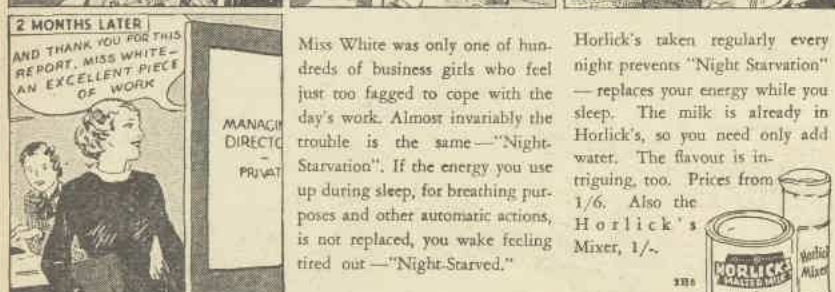 2 MONTHS LATER
AND THANK YOU FOR THIS
REPORT, MISS WHITE—
AN EXCELLENT PIECE
OF WORK
MANAGI
DIRECTO
–
PRIVAT
Miss White was only one of hun-
dreds of business girls who feel
just too fagged to cope with the
day's work. Almost invariably the
trouble is the same—"Night-
Starvation". If the energy you use
up during sleep, for breathing pur-
poses and other automatic actions,
is not replaced, you wake feeling
tired out—"Night-Starved."
Horlick's taken regularly every
night prevents "Night Starvation"
— replaces your energy while you
sleep. The milk is already in
Horlick's, so you need only add
water. The flavour is in-
triguing, too. Prices from
1/6. Also the
Horlick's
Mixer, 1/-.
HORLICK'S
MALTED MILK
Horlick
Mixer